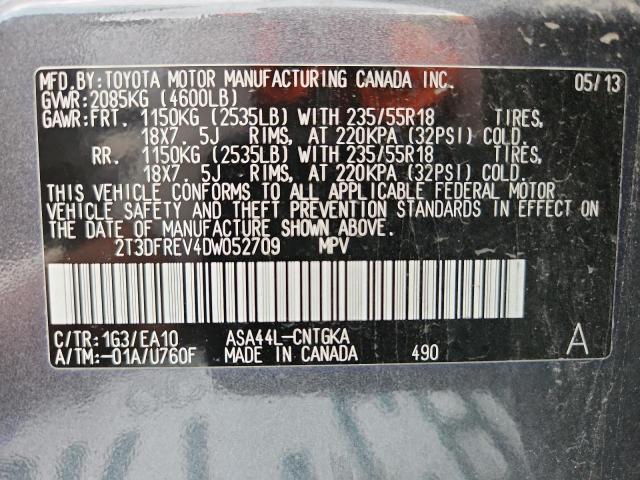 MFD. BY: TOYOTA MOTOR MANUFACTURING CANADA INC. 05/13
GVWR: 2085KG (4600LB)
GAWR: FRT. 1150KG (2535LB) WITH 235/55R18 TIRES,
18X7. 5J RIMS, AT 220KPA (32PSI) COLD.
RR. 1150KG (2535LB) WITH 235/55R18 TIRES,
18X7. 5J RIMS, AT 220KPA (32PSI) COLD.
THIS VEHICLE CONFORMS TO ALL APPLICABLE FEDERAL MOTOR
VEHICLE SAFETY AND THEFT PREVENTION STANDARDS IN EFFECT ON
THE DATE OF MANUFACTURE SHOWN ABOVE.
2T3DFREV4DW052709 MPV
C/TR: 1G3/EA10 ASA44L-CNTGKA
A/TM: -01A/U760F MADE IN CANADA 490 A